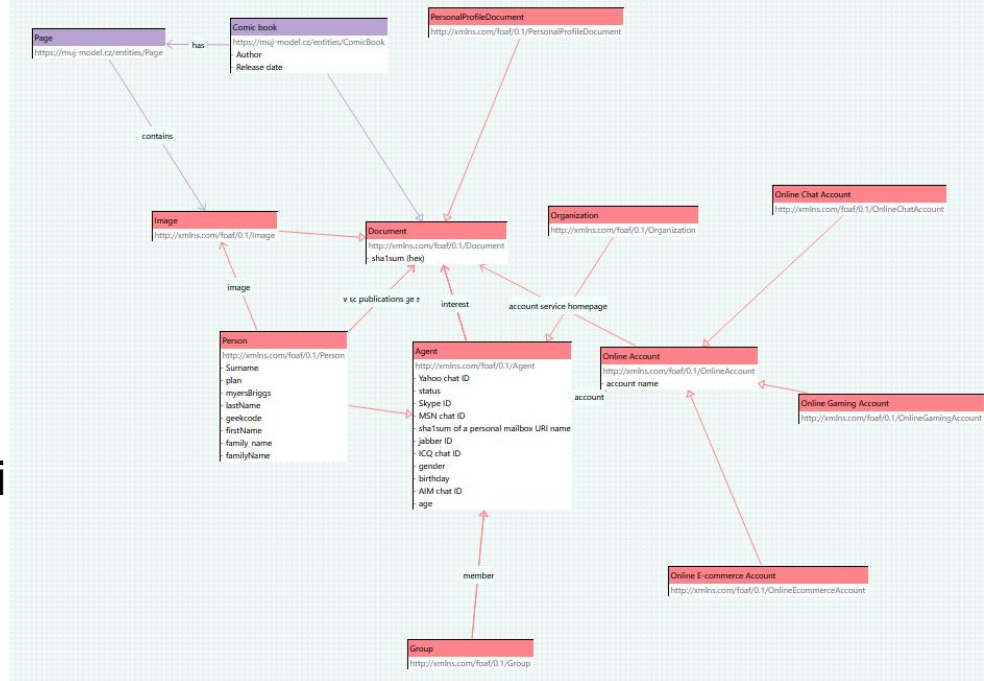 PersonalProfileDocument
http://xmlns.com/foaf/0.1/PersonalProfileDocument
Comic book
https://muj-model.cz/entities/ComicBook
- Author
- Release date
Page
https://muj-model.cz/entities/Page
has
contains
Online Chat Account
http://xmlns.com/foaf/0.1/OnlineChatAccount
Image
http://xmlns.com/foaf/0.1/Image
Document
http://xmlns.com/foaf/0.1/Document
- sha1sum (hex)
Organization
http://xmlns.com/foaf/0.1/Organization
image
publications
interest
account service homepage
Person
http://xmlns.com/foaf/0.1/Person
- Surname
- plan
- myersBriggs
- lastName
- geekcode
- firstName
- family_name
- familyName
Agent
http://xmlns.com/foaf/0.1/Agent
- Yahoo chat ID
- status
- Skype ID
- MSN chat ID
- sha1sum of a personal mailbox URI name
- jabber ID
- ICQ chat ID
- gender
- birthday
- AIM chat ID
- age
Online Account
http://xmlns.com/foaf/0.1/OnlineAccount
- account name
account
Online Gaming Account
http://xmlns.com/foaf/0.1/OnlineGamingAccount
i
member
Online E-commerce Account
http://xmlns.com/foaf/0.1/OnlineEcommerceAccount
Group
http://xmlns.com/foaf/0.1/Group